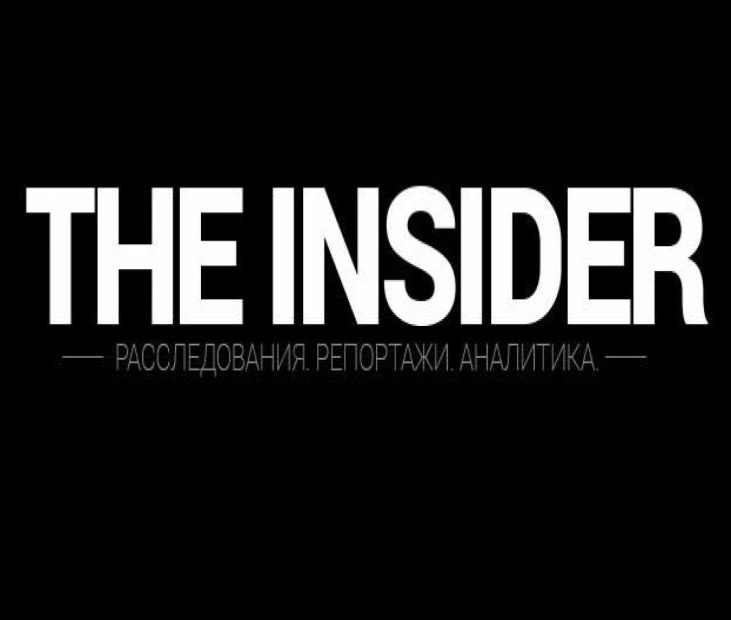 THE INSIDER
— РАССЛЕДОВАНИЯ. РЕПОРТАЖИ. АНАЛИТИКА. —